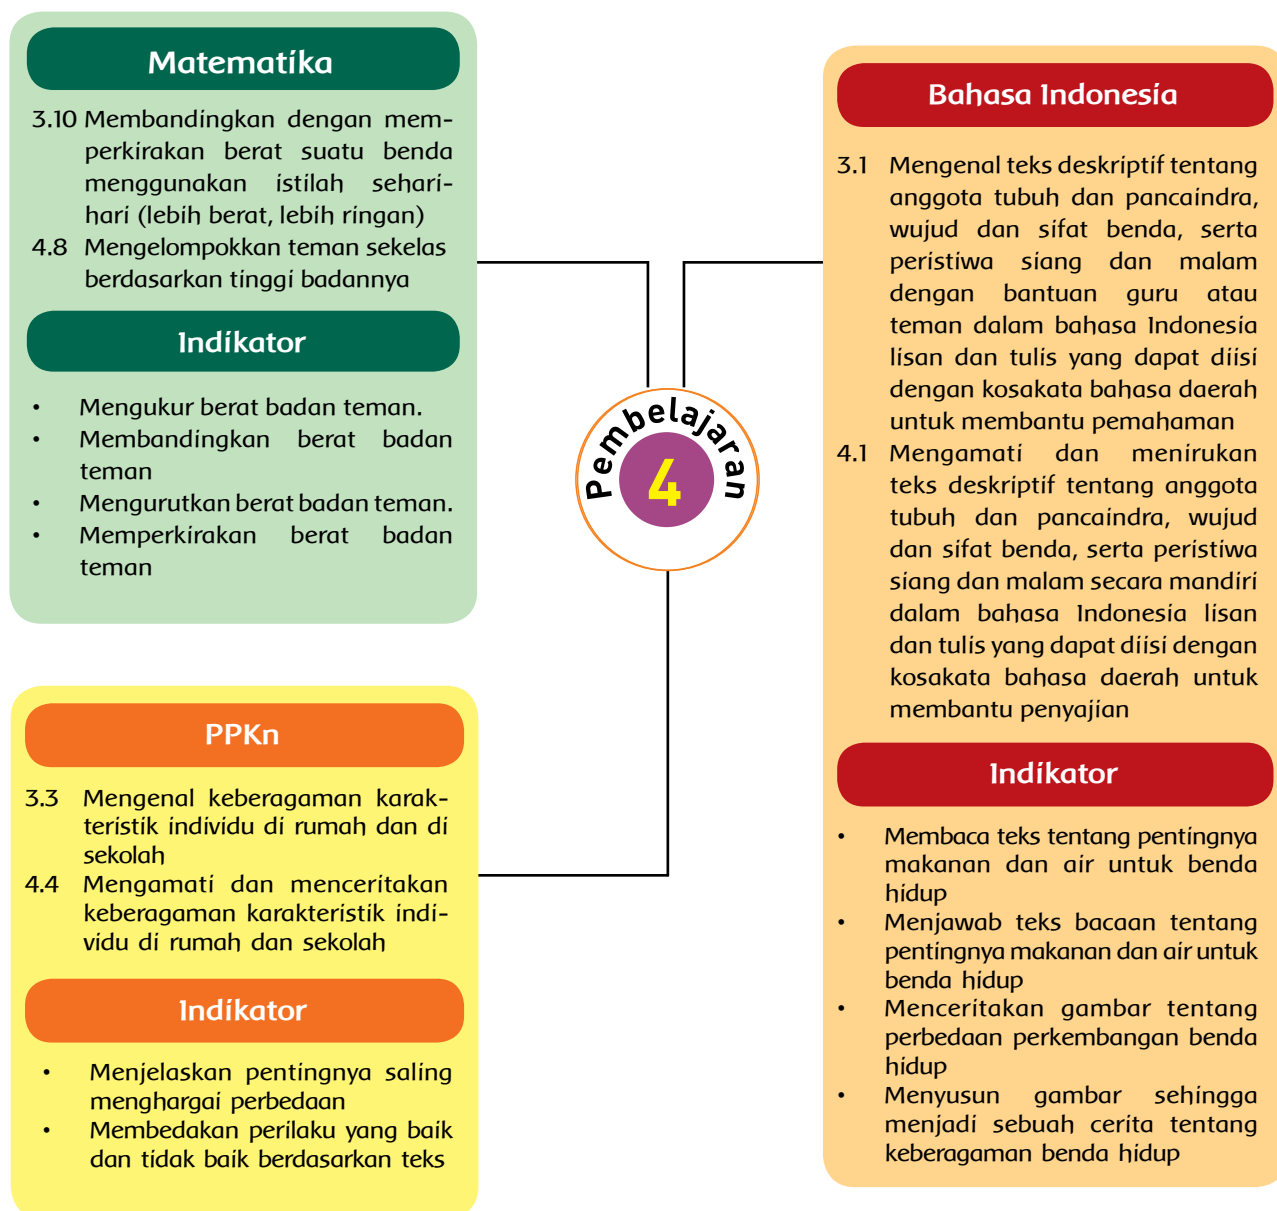 Matematika
3.10 Membandingkan dengan mem-
perkirakan berat suatu benda
menggunakan istilah sehari-
hari (lebih berat, lebih ringan)
4.8 Mengelompokkan teman sekelas
berdasarkan tinggi badannya
Indikator
• Mengukur berat badan teman.
• Membandingkan berat badan
teman
• Mengurutkan berat badan teman.
• Memperkirakan berat badan
teman
PPKn
3.3 Mengenal keberagaman karak-
teristik individu di rumah dan di
sekolah
4.4 Mengamati dan menceritakan
keberagaman karakteristik indi-
vidu di rumah dan sekolah
Indikator
• Menjelaskan pentingnya saling
menghargai perbedaan
• Membedakan perilaku yang baik
dan tidak baik berdasarkan teks
Pembelajaran
4
Bahasa Indonesia
3.1 Mengenal teks deskriptif tentang
anggota tubuh dan pancaindra,
wujud dan sifat benda, serta
peristiwa siang dan malam
dengan bantuan guru atau
teman dalam bahasa Indonesia
lisan dan tulis yang dapat diisi
dengan kosakata bahasa daerah
untuk membantu pemahaman
4.1 Mengamati dan menirukan
teks deskriptif tentang anggota
tubuh dan pancaindra, wujud
dan sifat benda, serta peristiwa
siang dan malam secara mandiri
dalam bahasa Indonesia lisan
dan tulis yang dapat diisi dengan
kosakata bahasa daerah untuk
membantu penyajian
Indikator
• Membaca teks tentang pentingnya
makanan dan air untuk benda
hidup
• Menjawab teks bacaan tentang
pentingnya makanan dan air untuk
benda hidup
• Menceritakan gambar tentang
perbedaan perkembangan benda
hidup
• Menyusun gambar sehingga
menjadi sebuah cerita tentang
keberagaman benda hidup